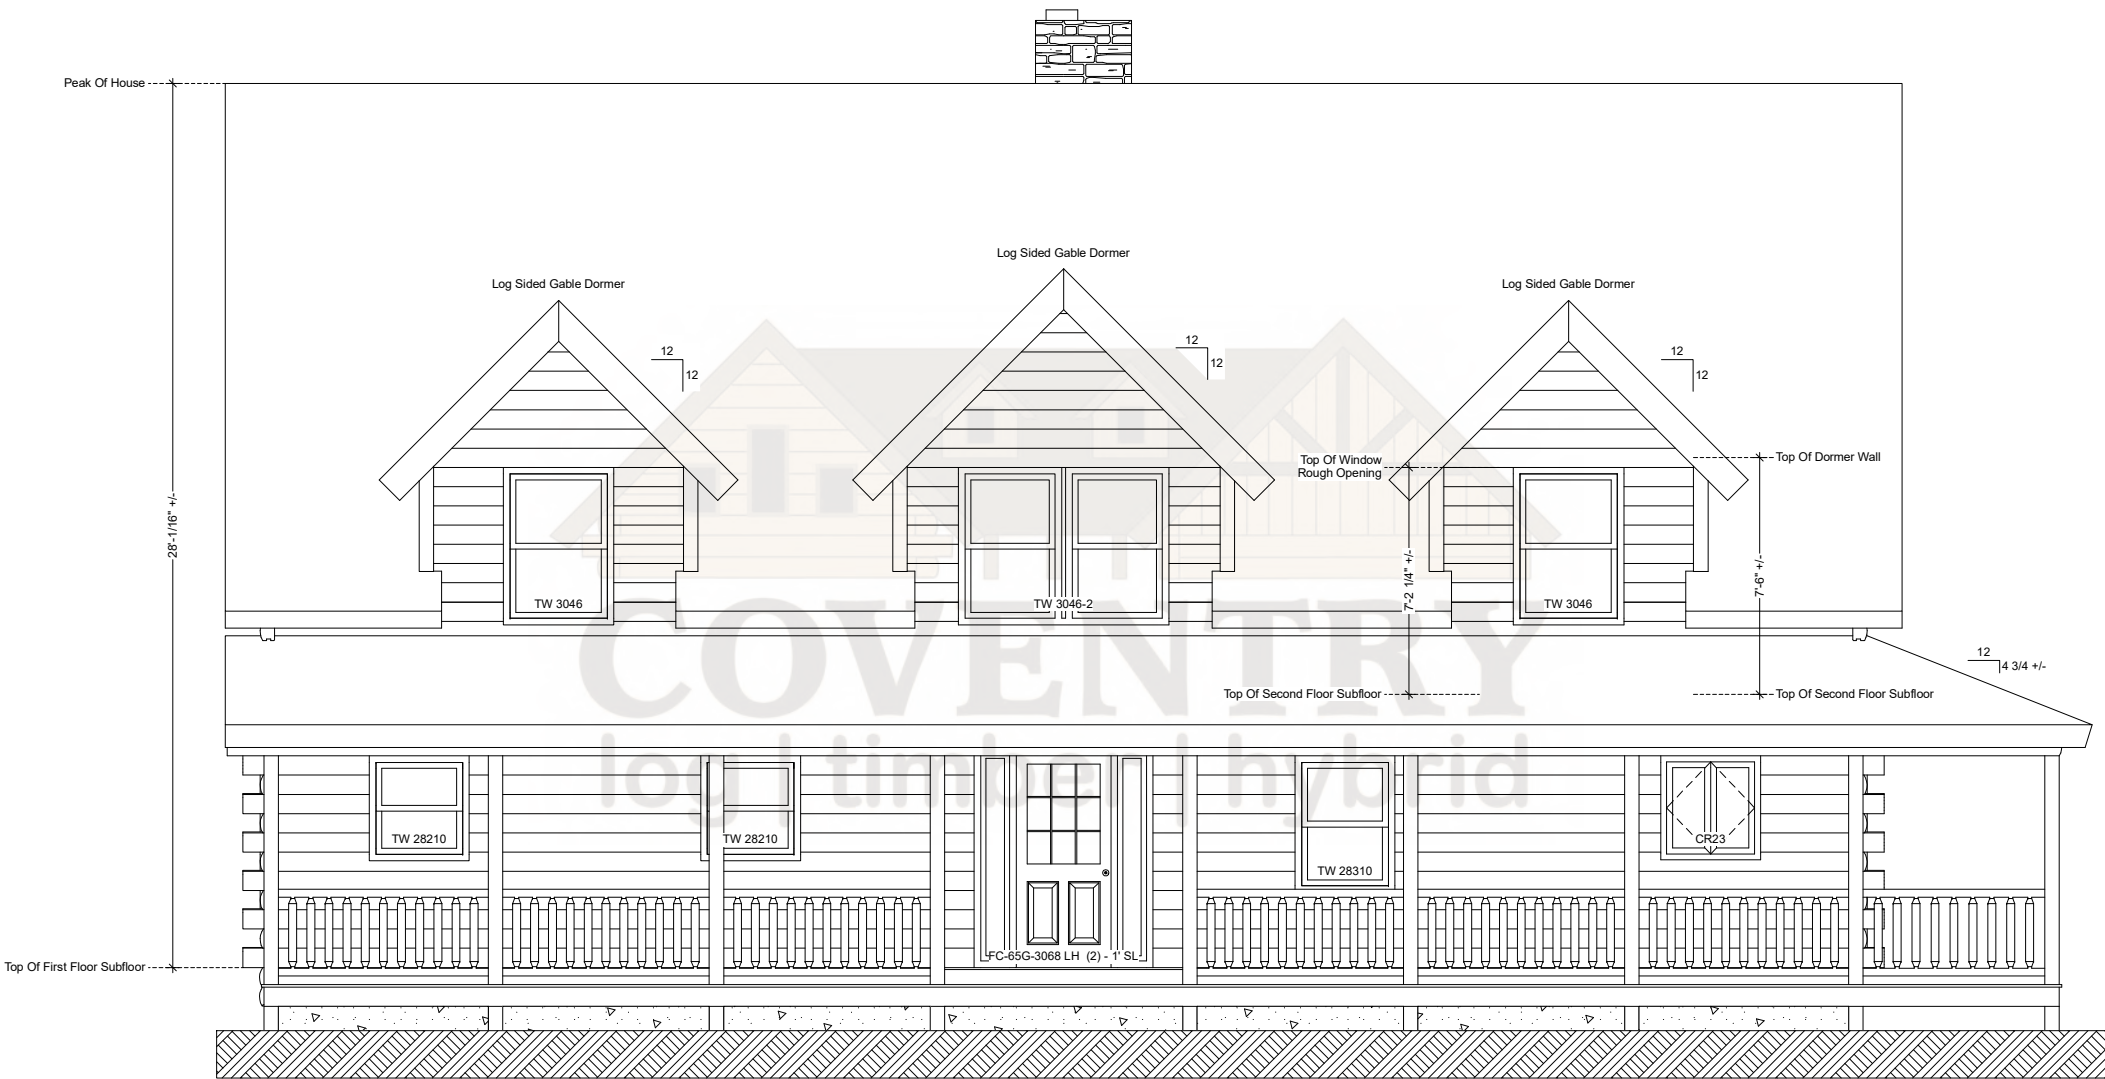 Peak Of House
Log Sided Gable Dormer
Log Sided Gable Dormer
Log Sided Gable Dormer
12
12
12
12
12
12
Top Of Window
Rough Opening
Top Of Dormer Wall
28'-1/16" +/-
7'-2 1/4" +/-
7'-6" +/-
TW 3046
TW 3046-2
TW 3046
COVENTRY
12
4 3/4 +/-
Top Of Second Floor Subfloor
Top Of Second Floor Subfloor
log | timber | hybrid
TW 28210
TW 28210
TW 28310
CR23
FC-65G-3068 LH (2) - 1' SL
Top Of First Floor Subfloor